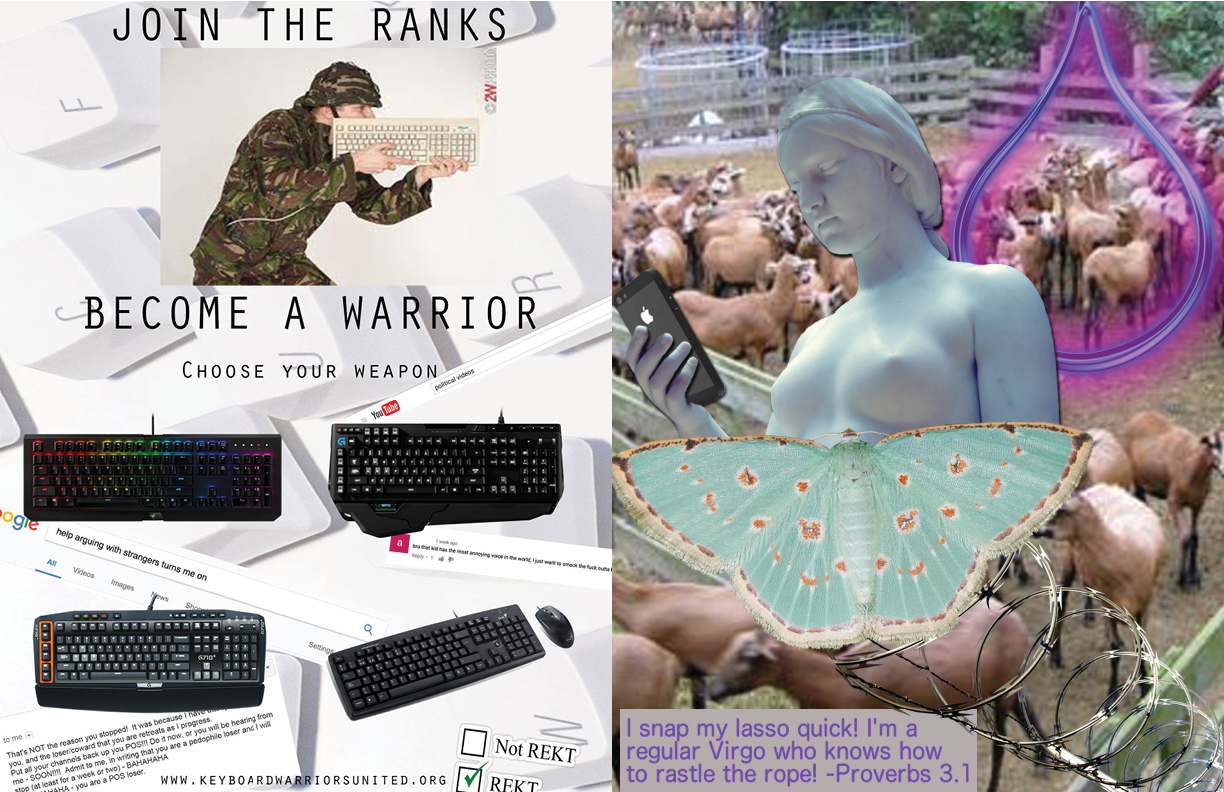 JOIN THE RANKS
BECOME A WARRIOR
CHOOSE YOUR WEAPON
political videos
YouTube
G710+
a
1 week ago
bro that kid has the most annoying voice in the world, I just want to smack the fuck outta
Reply • 1
ogle
help arguing with strangers turns me on
All Videos Images News Sho
Settings
to me
That's NOT the reason you stopped! It was because I have
you, and the loser/coward that you are retreats as I progress.
Put all your channels back up you POS!!! Do it now, or you will be hearing from
me - SOON!!!! Admit to me, in writing that you are a pedophile loser and I will
stop (at least for a week or two) - BAHAHAHA
HAHA - you are a POS loser.
WWW.KEYBOARDWARRIORSUNITED.ORG
Not REKT
REKT
F
G
J
R
W
I snap my lasso quick! I'm a
regular Virgo who knows how
to rastle the rope! -Proverbs 3.1